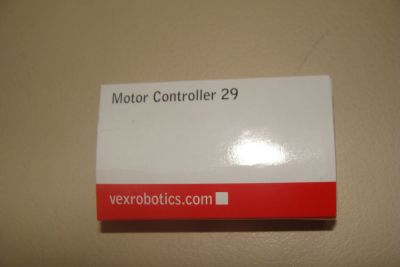 Motor Controller 29
vexrobotics.com